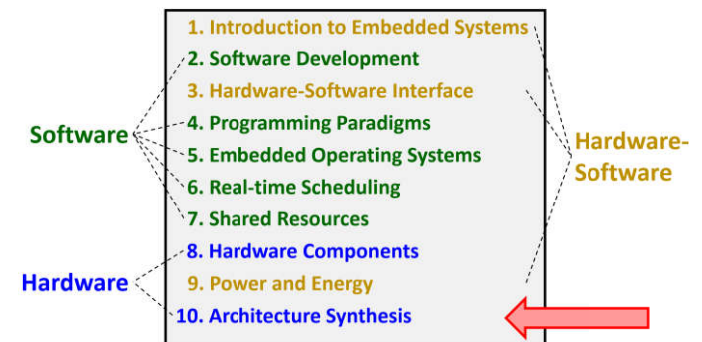 1. Introduction to Embedded Systems
2. Software Development
3. Hardware-Software Interface
4. Programming Paradigms
Software
5. Embedded Operating Systems
Hardware-
Software
6. Real-time Scheduling
7. Shared Resources
8. Hardware Components
Hardware
9. Power and Energy
10. Architecture Synthesis